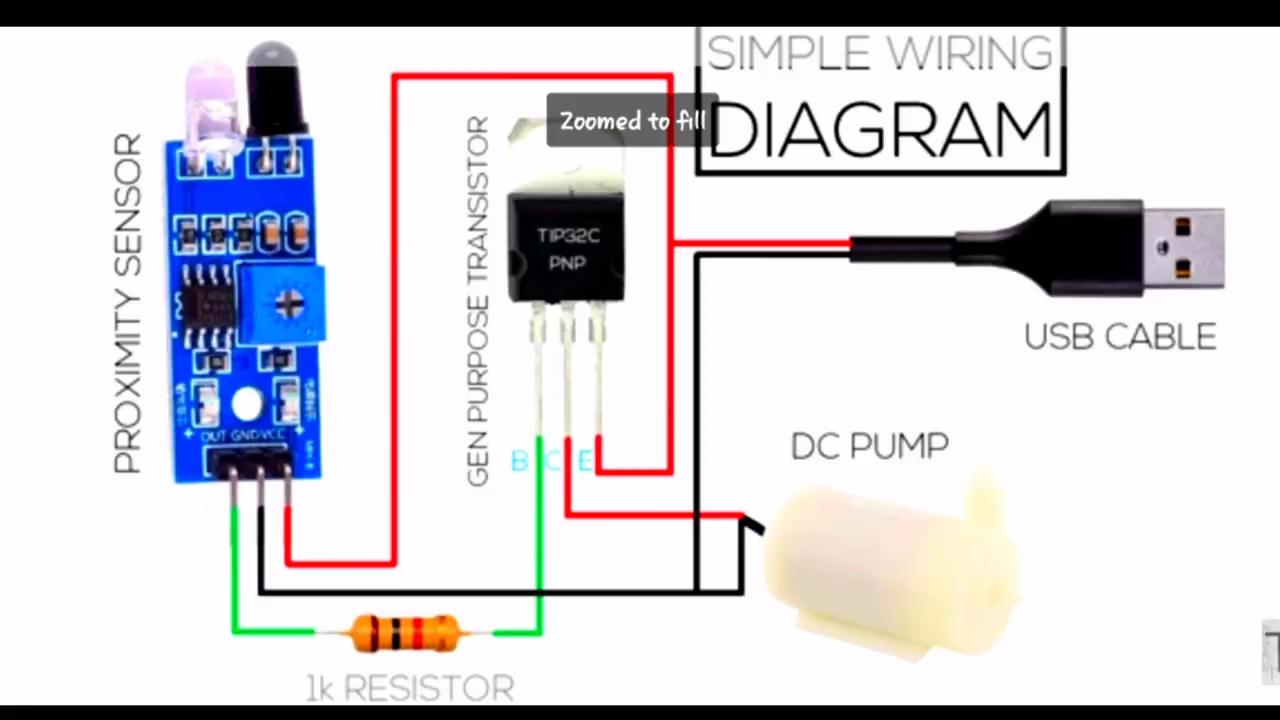 SIMPLE WIRING
DIAGRAM
Zoomed to fill
PROXIMITY SENSOR
GEN PURPOSE TRANSISTOR
TIP32C
PNP
USB CABLE
OUT GND VCC
B C E
DC PUMP
1k RESISTOR